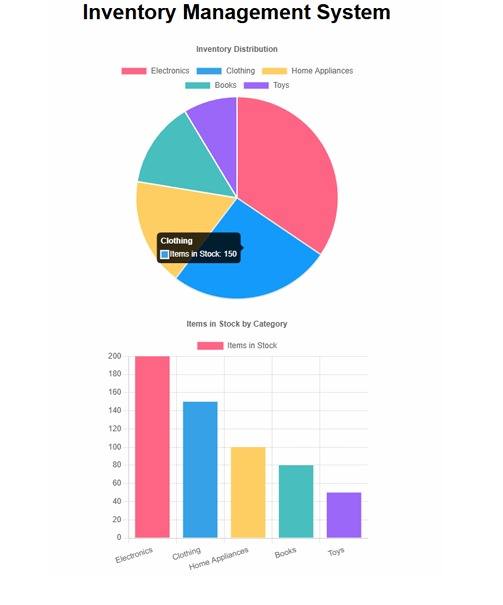 Inventory Management System
Inventory Distribution
Electronics Clothing Home Appliances
Books Toys
Clothing
Items in Stock: 150
Items in Stock by Category
Items in Stock
200
180
160
140
120
100
80
60
40
20
0
Electronics Clothing Home Appliances Books Toys